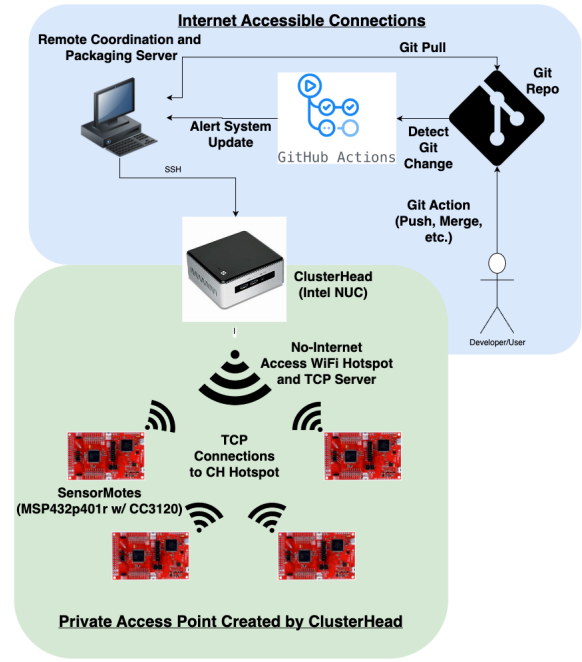 Internet Accessible Connections
Remote Coordination and
Packaging Server
Git Pull
Git
Repo
Alert System
Update
GitHub Actions
Detect
Git
Change
SSH
Git Action
(Push, Merge,
etc.)
ClusterHead
(Intel NUC)
Developer/User
No-Internet
Access WiFi Hotspot
and TCP Server
TCP
Connections
to CH Hotspot
SensorMotes
(MSP432p401r w/ CC3120)
Private Access Point Created by ClusterHead